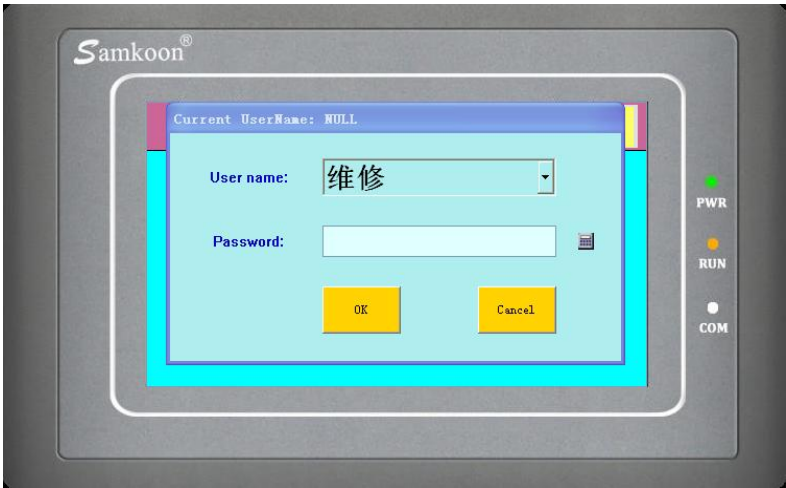 Samkoon®
Current UserName: NULL
User name: 维修
PWR
Password:
RUN
OK Cancel
COM